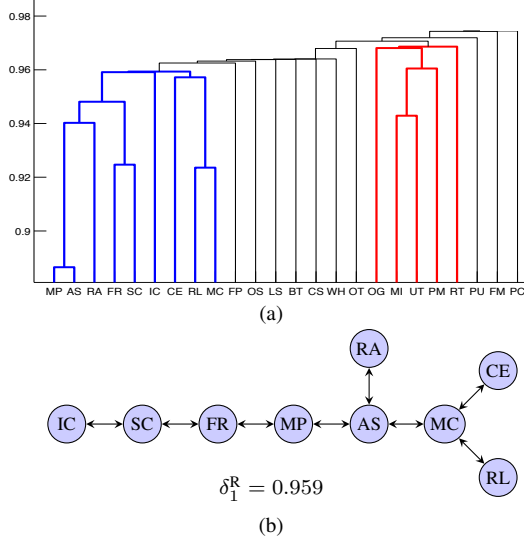 0.98
0.96
0.94
0.92
0.9
MP AS RA FR SC IC CE RL MC FP OS LS BT CS WH OT OG MI UT PM RT PU FM PC
(a)
RA
CE
IC SC FR MP AS MC
RL
δ₁ᴿ = 0.959
(b)